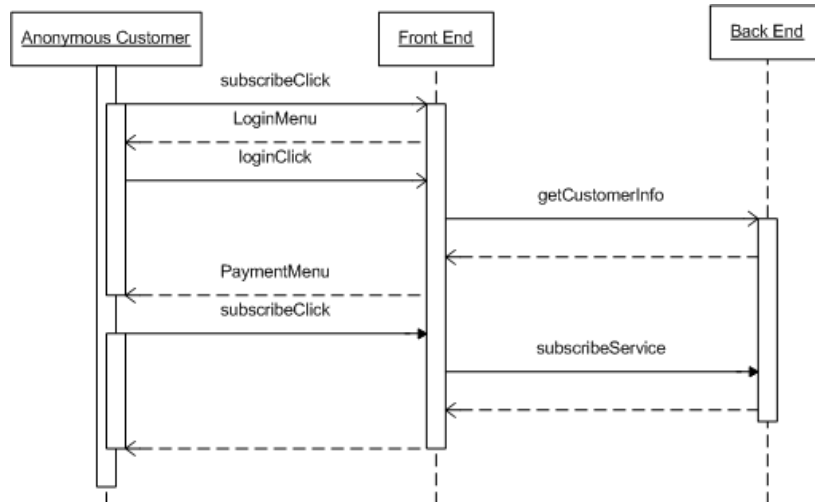 Anonymous Customer
Front End
Back End
subscribeClick
LoginMenu
loginClick
getCustomerInfo
PaymentMenu
subscribeClick
subscribeService